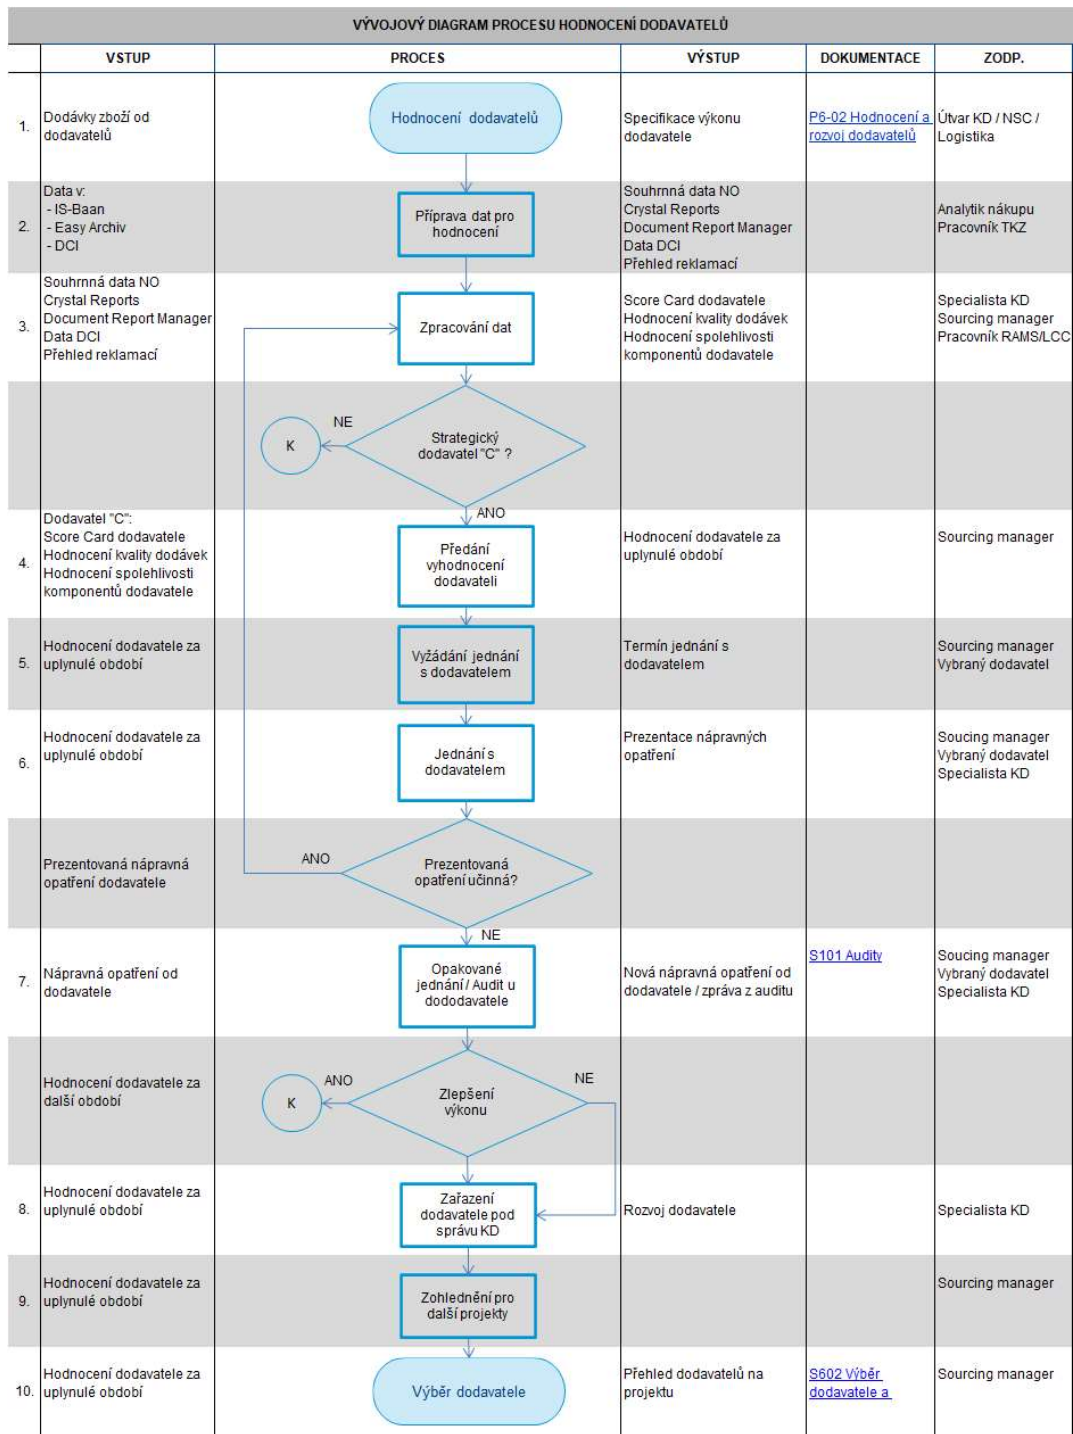 VÝVOJOVÝ DIAGRAM PROCESU HODNOCENÍ DODAVATELŮ
VSTUP
PROCES
VÝSTUP
DOKUMENTACE
ZODP.
1.
Dodávky zboží od
dodavatelů
Hodnocení dodavatelů
Specifikace výkonu
dodavatele
P6-02 Hodnocení a
rozvoj dodavatelů
Útvar KD / NSC /
Logistika
2.
Data v:
- IS-Baan
- Easy Archiv
- DCI
Příprava dat pro
hodnocení
Souhrnná data NO
Crystal Reports
Document Report Manager
Data DCI
Přehled reklamací
Analytik nákupu
Pracovník TKZ
3.
Souhrnná data NO
Crystal Reports
Document Report Manager
Data DCI
Přehled reklamací
Zpracování dat
Score Card dodavatele
Hodnocení kvality dodávek
Hodnocení spolehlivosti
komponentů dodavatele
Specialista KD
Sourcing manager
Pracovník RAMS/LCC
K
NE
Strategický
dodavatel "C" ?
ANO
4.
Dodavatel "C":
Score Card dodavatele
Hodnocení kvality dodávek
Hodnocení spolehlivosti
komponentů dodavatele
Předání
vyhodnocení
dodavateli
Hodnocení dodavatele za
uplynulé období
Sourcing manager
5.
Hodnocení dodavatele za
uplynulé období
Vyžádání jednání
s dodavatelem
Termín jednání s
dodavatelem
Sourcing manager
Vybraný dodavatel
6.
Hodnocení dodavatele za
uplynulé období
Jednání s
dodavatelem
Prezentace nápravných
opatření
Soucing manager
Vybraný dodavatel
Specialista KD
Prezentovaná nápravná
opatření dodavatele
ANO
Prezentovaná
opatření učinná?
NE
7.
Nápravná opatření od
dodavatele
Opakované
jednání / Audit u
dododavatele
Nová nápravná opatření od
dodavatele / zpráva z auditu
S101 Audity
Soucing manager
Vybraný dodavatel
Specialista KD
Hodnocení dodavatele za
další období
K
ANO
Zlepšení
výkonu
NE
8.
Hodnocení dodavatele za
uplynulé období
Zařazení
dodavatele pod
správu KD
Rozvoj dodavatele
Specialista KD
9.
Hodnocení dodavatele za
uplynulé období
Zohlednění pro
další projekty
Sourcing manager
10.
Hodnocení dodavatele za
uplynulé období
Výběr dodavatele
Přehled dodavatelů na
projektu
S602 Výběr
dodavatele a
Sourcing manager